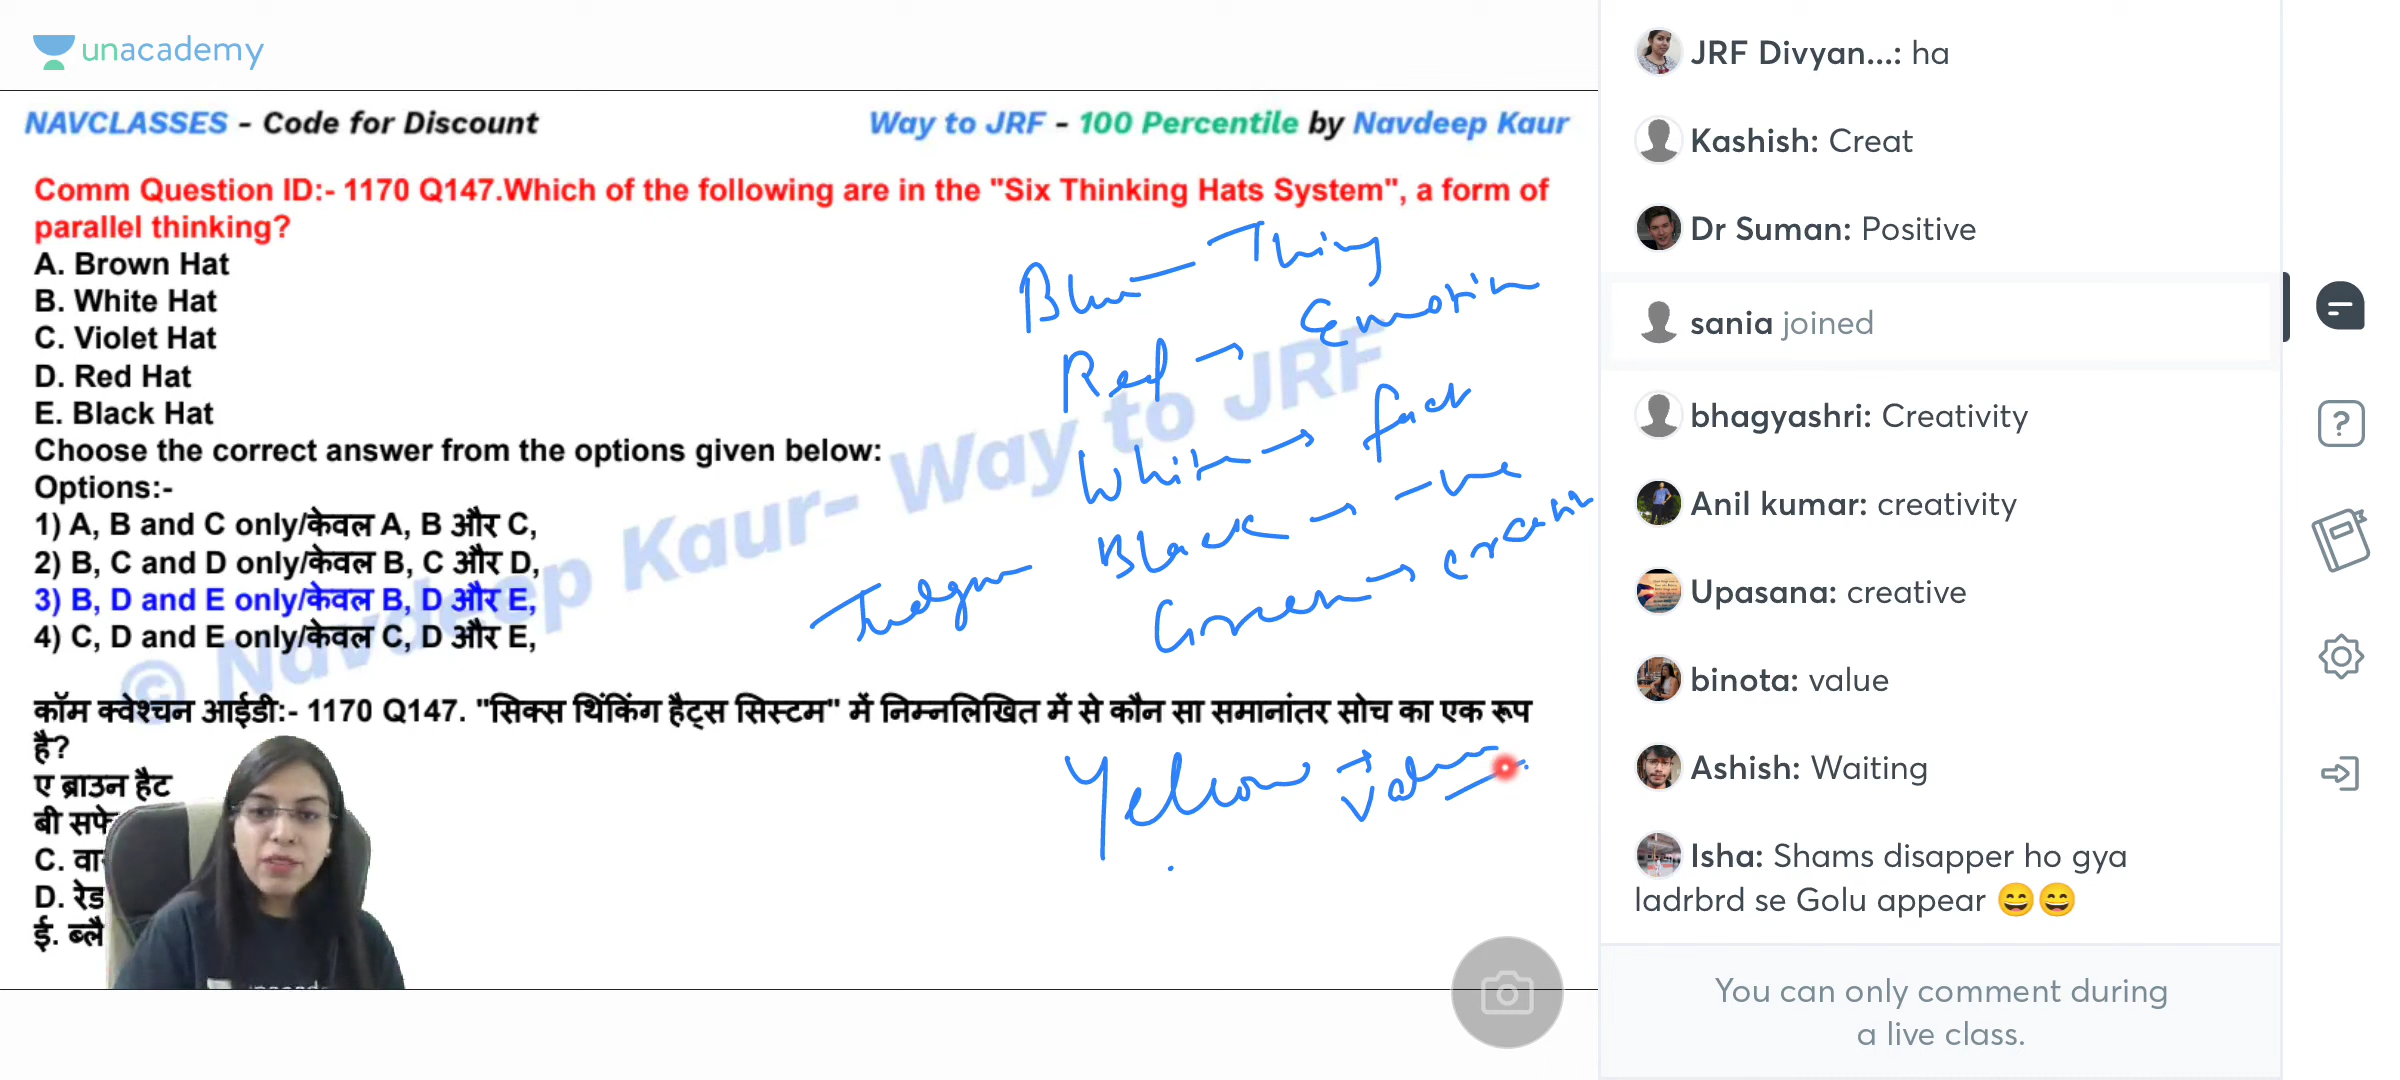 unacademy
NAVCLASSES - Code for Discount
Way to JRF - 100 Percentile by Navdeep Kaur
Comm Question ID:- 1170 Q147.Which of the following are in the "Six Thinking Hats System", a form of
parallel thinking?
A. Brown Hat
B. White Hat
C. Violet Hat
D. Red Hat
E. Black Hat
Choose the correct answer from the options given below:
Options:-
1) A, B and C only/केवल A, B और C,
2) B, C and D only/केवल B, C और D,
3) B, D and E only/केवल B, D और E,
4) C, D and E only/केवल C, D और E,
कॉम क्वेश्चन आईडी:- 1170 Q147. "सिक्स थिंकिंग हैट्स सिस्टम" में निम्नलिखित में से कौन सा समानांतर सोच का एक रूप
है?
ए ब्राउन हैट
बी सफे
C. वा
D. रेड
ई. ब्लै
© Navdeep Kaur- Way to JRF
Red → Emotion
White → fact
Black → -ve
Green →
Yellow →
JRF Divyan...: ha
Kashish: Creat
Dr Suman: Positive
sania joined
bhagyashri: Creativity
Anil kumar: creativity
Upasana: creative
binota: value
Ashish: Waiting
Isha: Shams disapper ho gya
ladrbrd se Golu appear 😄😄
You can only comment during
a live class.